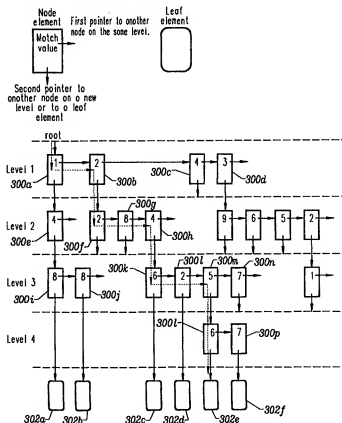 Node
element
Match
value
First pointer to another
node on the same level.
Leaf
element
Second pointer to
another node on a new
level or to a leaf
element
root
Level 1
1
2
4
3
300a
300b
300c
300d
300g
Level 2
4
2
8
4
9
6
5
2
300e
300f
300h
300k
300l
300m
300n
Level 3
8
8
6
2
5
7
1
300i
300j
300l
Level 4
6
7
300p
302a
302b
302c
302d
302e
302f